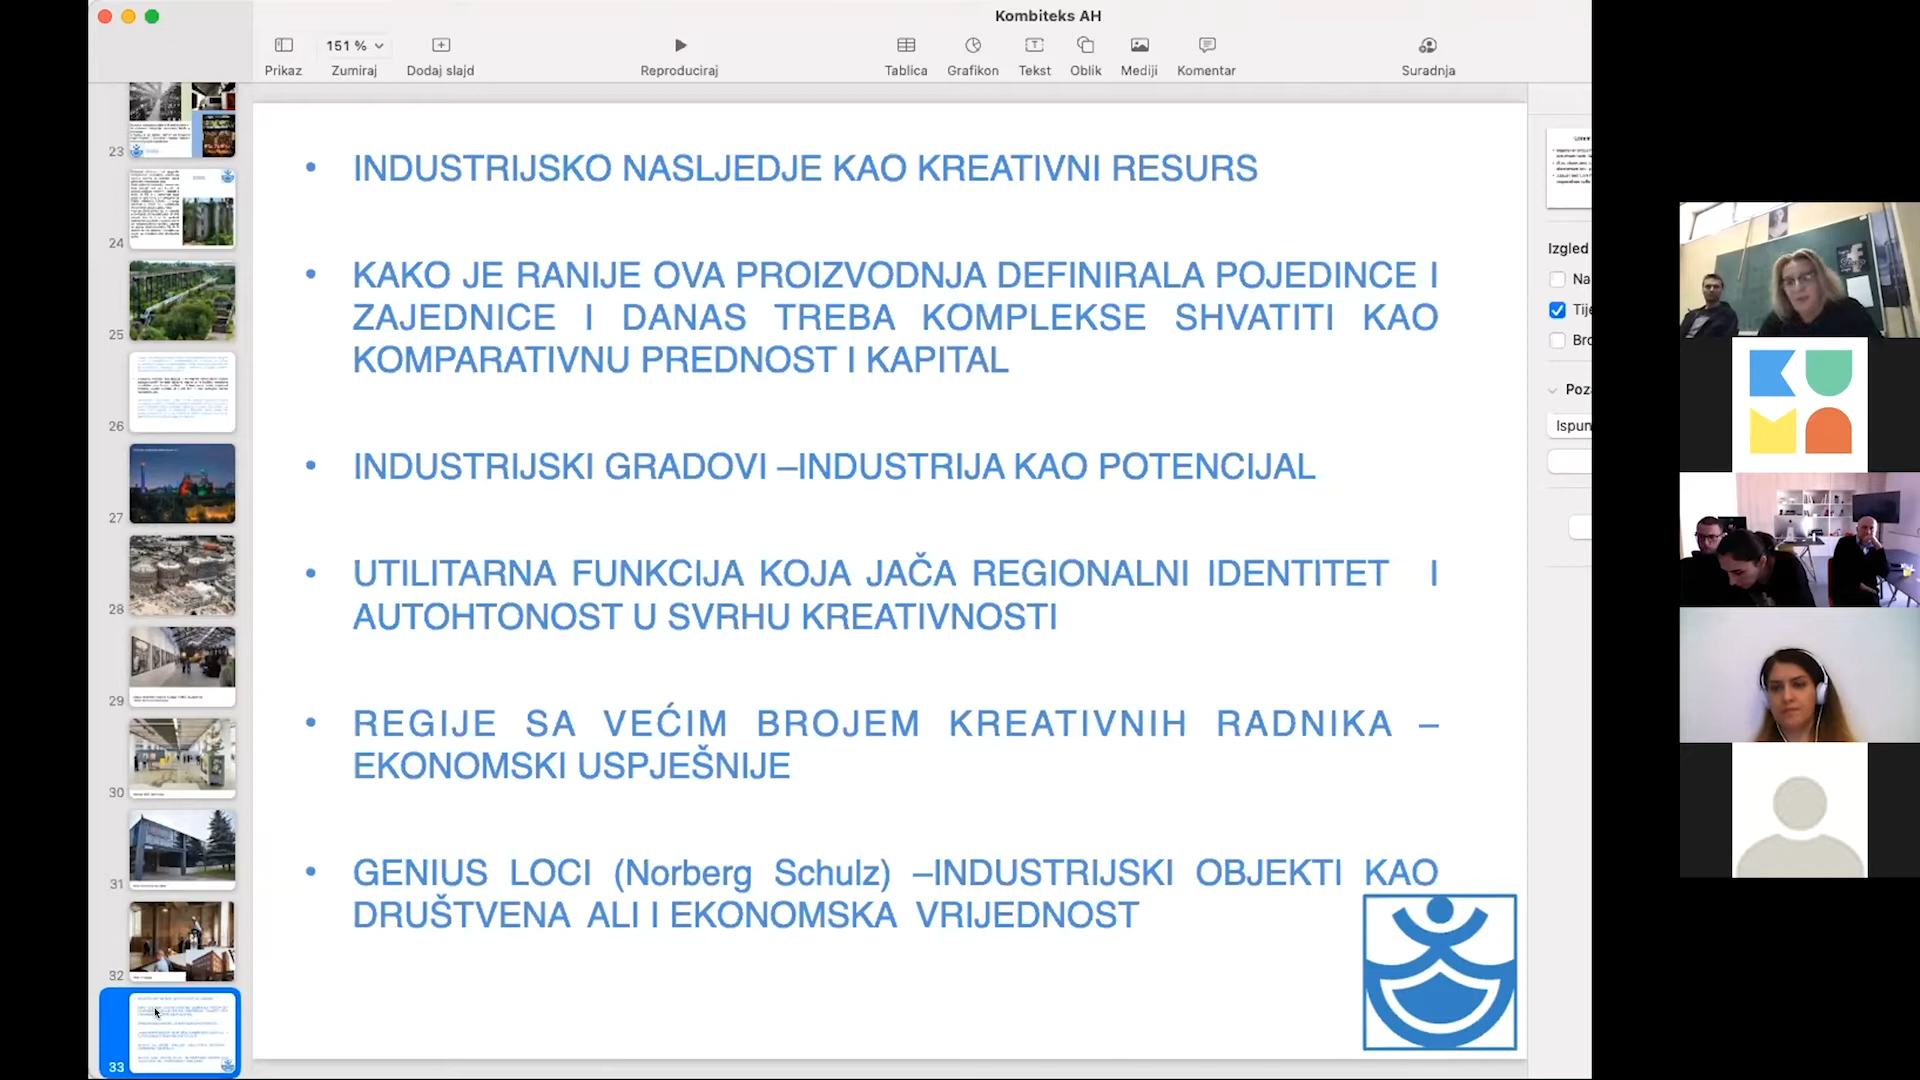 Kombiteks AH
151 %
Prikaz
Zumiraj
Dodaj slajd
Reproduciraj
Tablica
Grafikon
Tekst
Oblik
Mediji
Komentar
Suradnja
23
24
25
26
27
28
29
30
31
32
33
• INDUSTRIJSKO NASLJEDJE KAO KREATIVNI RESURS
• KAKO JE RANIJE OVA PROIZVODNJA DEFINIRALA POJEDINCE I
ZAJEDNICE I DANAS TREBA KOMPLEKSE SHVATITI KAO
KOMPARATIVNU PREDNOST I KAPITAL
• INDUSTRIJSKI GRADOVI –INDUSTRIJA KAO POTENCIJAL
• UTILITARNA FUNKCIJA KOJA JAČA REGIONALNI IDENTITET I
AUTOHTONOST U SVRHU KREATIVNOSTI
• REGIJE SA VEĆIM BROJEM KREATIVNIH RADNIKA –
EKONOMSKI USPJEŠNIJE
• GENIUS LOCI (Norberg Schulz) –INDUSTRIJSKI OBJEKTI KAO
DRUŠTVENA ALI I EKONOMSKA VRIJEDNOST
Izgled
Na
Tije
Bro
Poza
Ispun